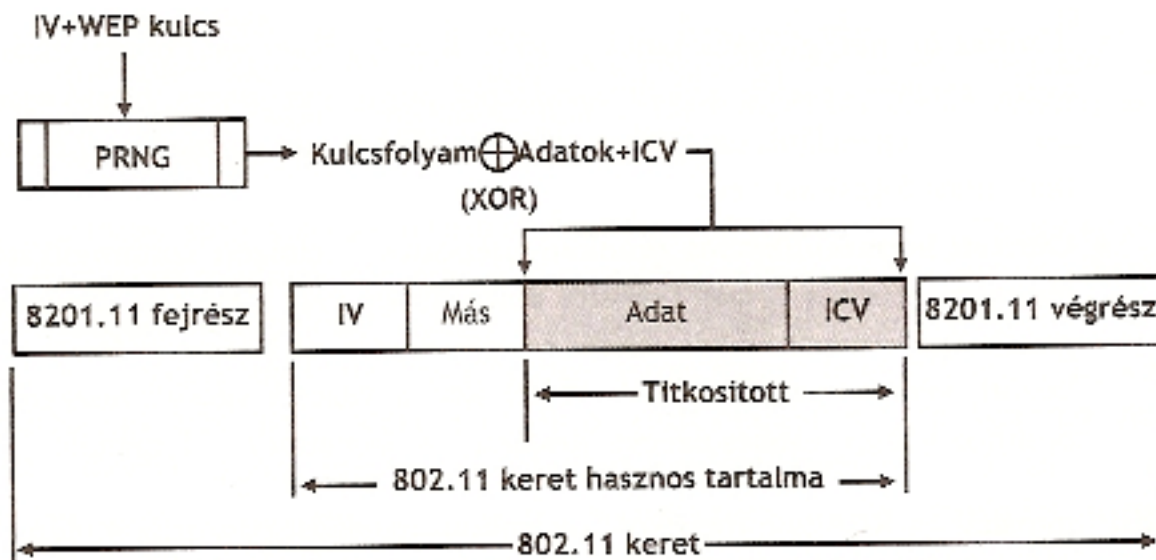 IV+WEP kulcs
PRNG
Kulcsfolyam⊕Adatok+ICV
(XOR)
8201.11 fejrész
IV
Más
Adat
ICV
8201.11 végrész
Titkosított
802.11 keret hasznos tartalma
802.11 keret